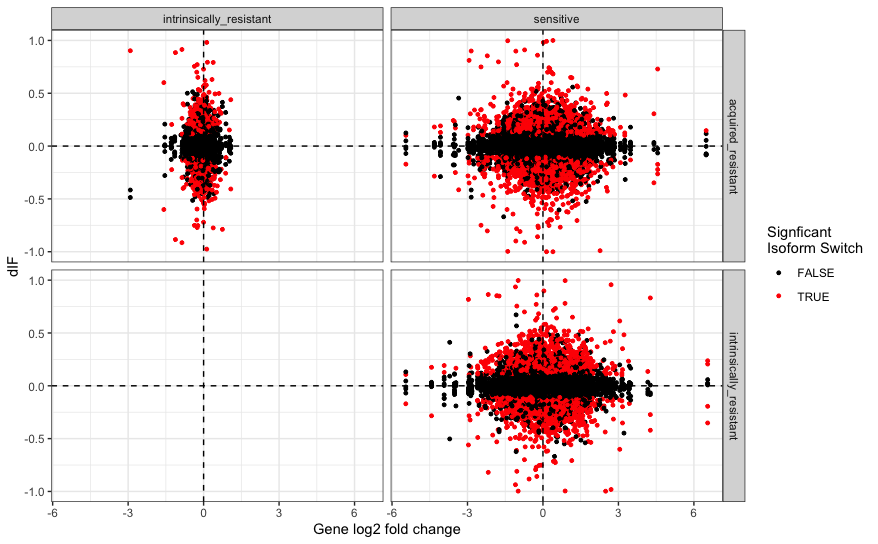 intrinsically_resistant
sensitive
1.0
0.5
0.0
-0.5
-1.0
acquired_resistant
1.0
0.5
0.0
-0.5
-1.0
intrinsically_resistant
dIF
-6
-3
0
3
6
-6
-3
0
3
6
Gene log2 fold change
Signficant
Isoform Switch
FALSE
TRUE